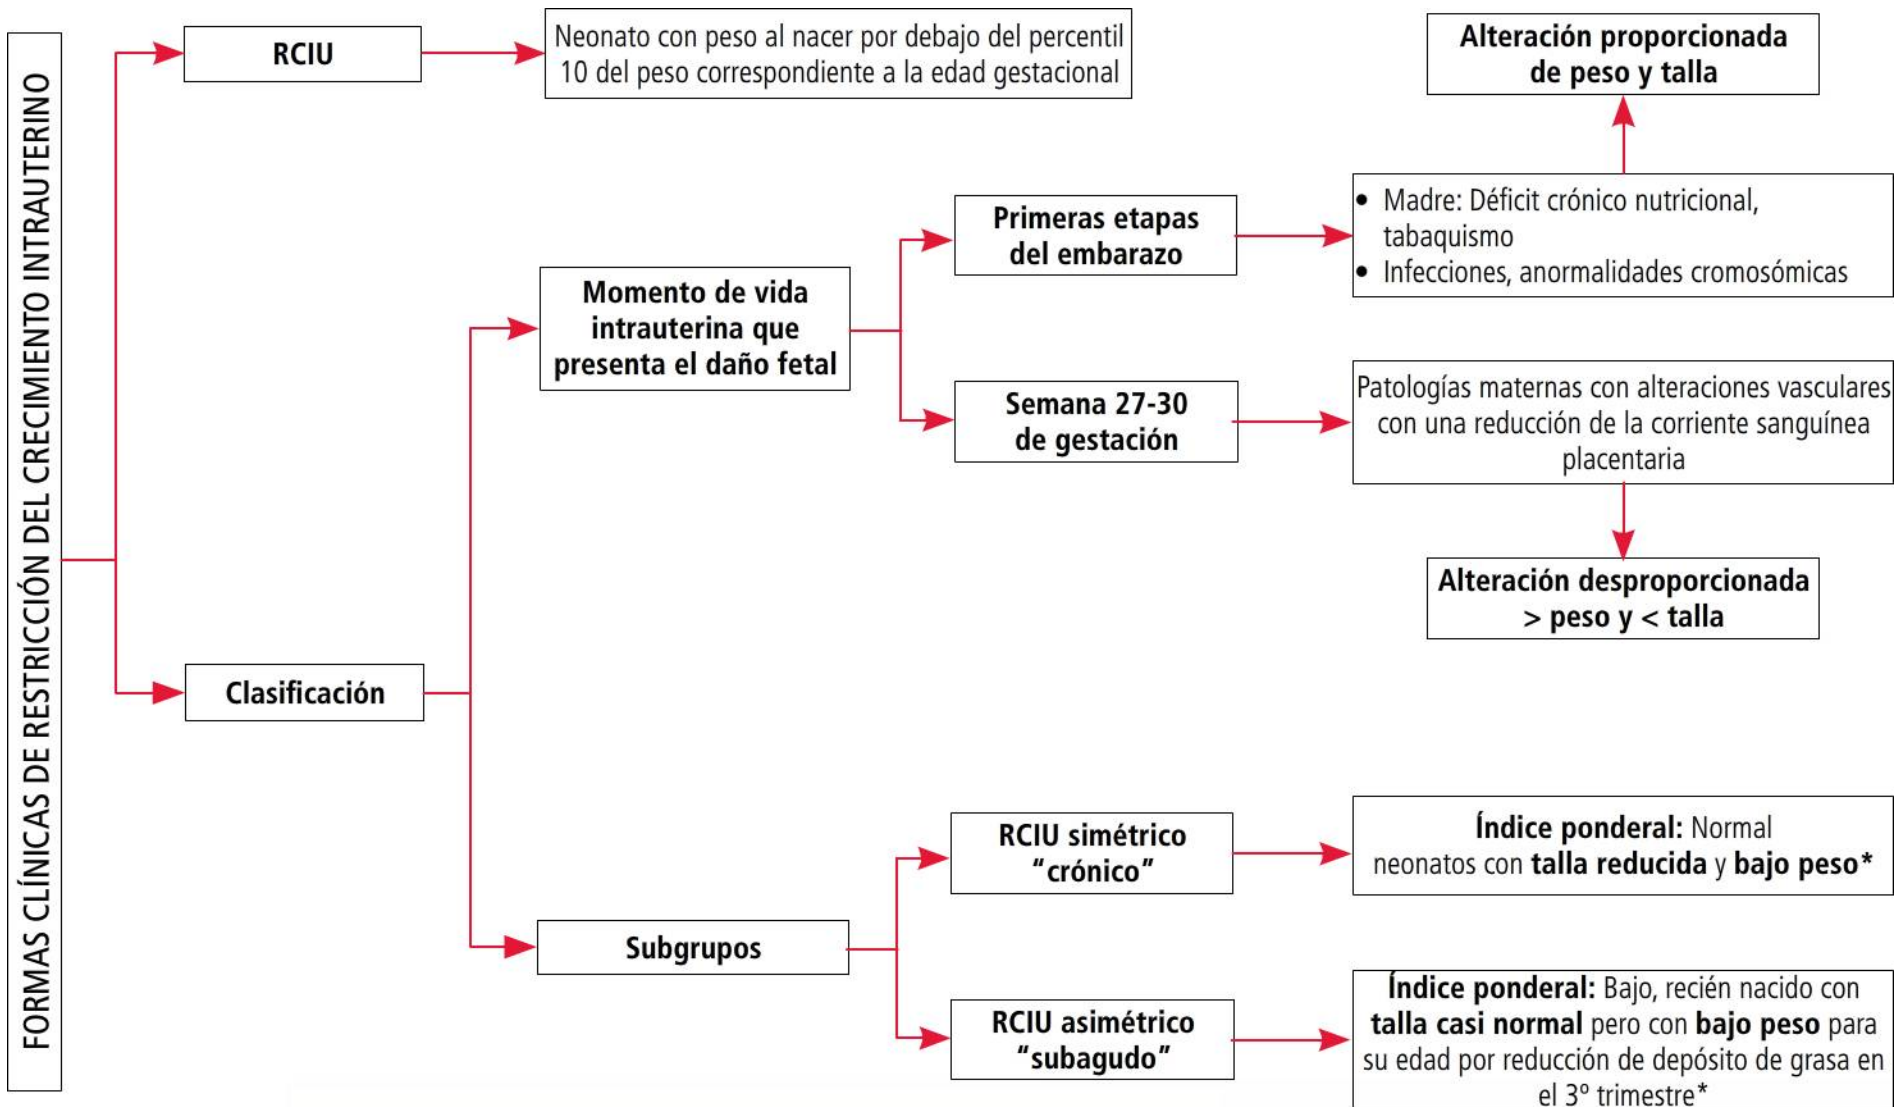 FORMAS CLÍNICAS DE RESTRICCIÓN DEL CRECIMIENTO INTRAUTERINO
RCIU
Neonato con peso al nacer por debajo del percentil
10 del peso correspondiente a la edad gestacional
Clasificación
Momento de vida
intrauterina que
presenta el daño fetal
Primeras etapas
del embarazo
• Madre: Déficit crónico nutricional,
tabaquismo
• Infecciones, anormalidades cromosómicas
Alteración proporcionada
de peso y talla
Semana 27-30
de gestación
Patologías maternas con alteraciones vasculares
con una reducción de la corriente sanguínea
placentaria
Alteración desproporcionada
> peso y < talla
Subgrupos
RCIU simétrico
“crónico”
Índice ponderal: Normal
neonatos con talla reducida y bajo peso*
RCIU asimétrico
“subagudo”
Índice ponderal: Bajo, recién nacido con
talla casi normal pero con bajo peso para
su edad por reducción de depósito de grasa en
el 3º trimestre*